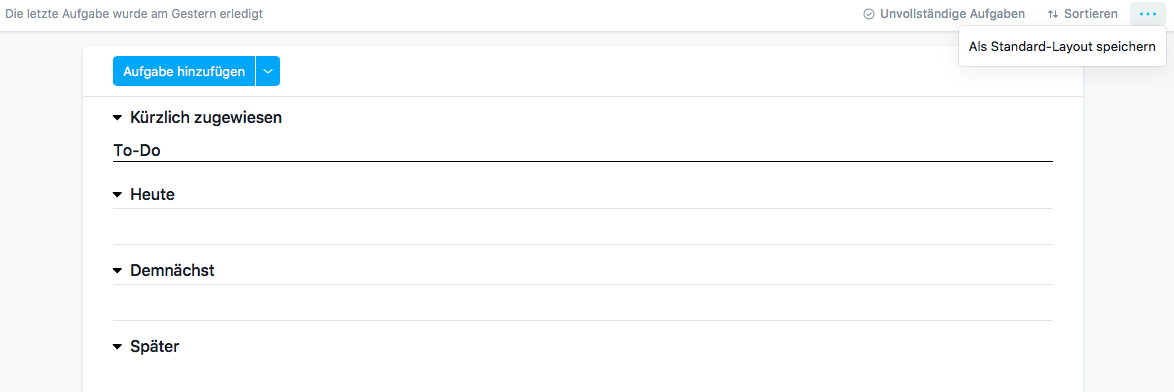 Die letzte Aufgabe wurde am Gestern erledigt
Unvollständige Aufgaben
Sortieren
Als Standard-Layout speichern
Aufgabe hinzufügen
Kürzlich zugewiesen
To-Do
Heute
Demnächst
Später